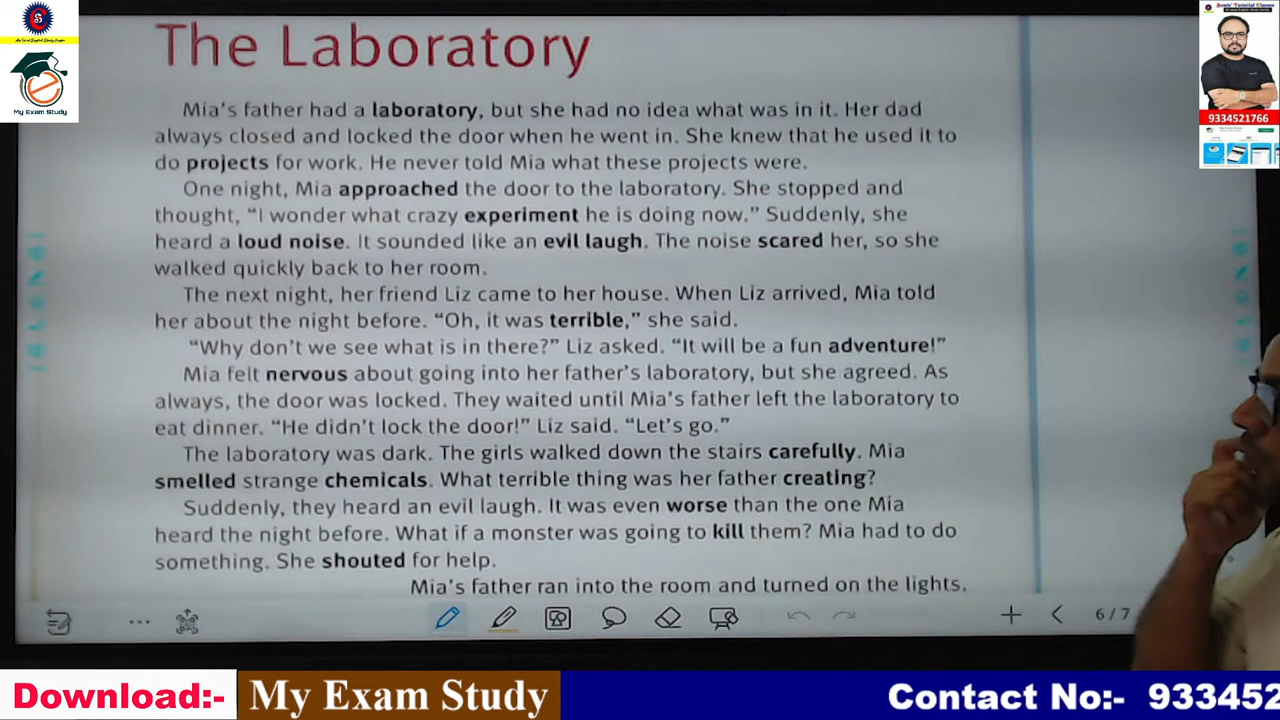 The Laboratory
Mia's father had a laboratory, but she had no idea what was in it. Her dad
always closed and locked the door when he went in. She knew that he used it to
do projects for work. He never told Mia what these projects were.
One night, Mia approached the door to the laboratory. She stopped and
thought, "I wonder what crazy experiment he is doing now." Suddenly, she
heard a loud noise. It sounded like an evil laugh. The noise scared her, so she
walked quickly back to her room.
The next night, her friend Liz came to her house. When Liz arrived, Mia told
her about the night before. "Oh, it was terrible," she said.
"Why don't we see what is in there?" Liz asked. "It will be a fun adventure!"
Mia felt nervous about going into her father's laboratory, but she agreed. As
always, the door was locked. They waited until Mia's father left the laboratory to
eat dinner. "He didn't lock the door!" Liz said. "Let's go."
The laboratory was dark. The girls walked down the stairs carefully. Mia
smelled strange chemicals. What terrible thing was her father creating?
Suddenly, they heard an evil laugh. It was even worse than the one Mia
heard the night before. What if a monster was going to kill them? Mia had to do
something. She shouted for help.
Mia's father ran into the room and turned on the lights.
6/7
S
My Exam Study
9334521766
Download:- My Exam Study
Contact No:- 933452